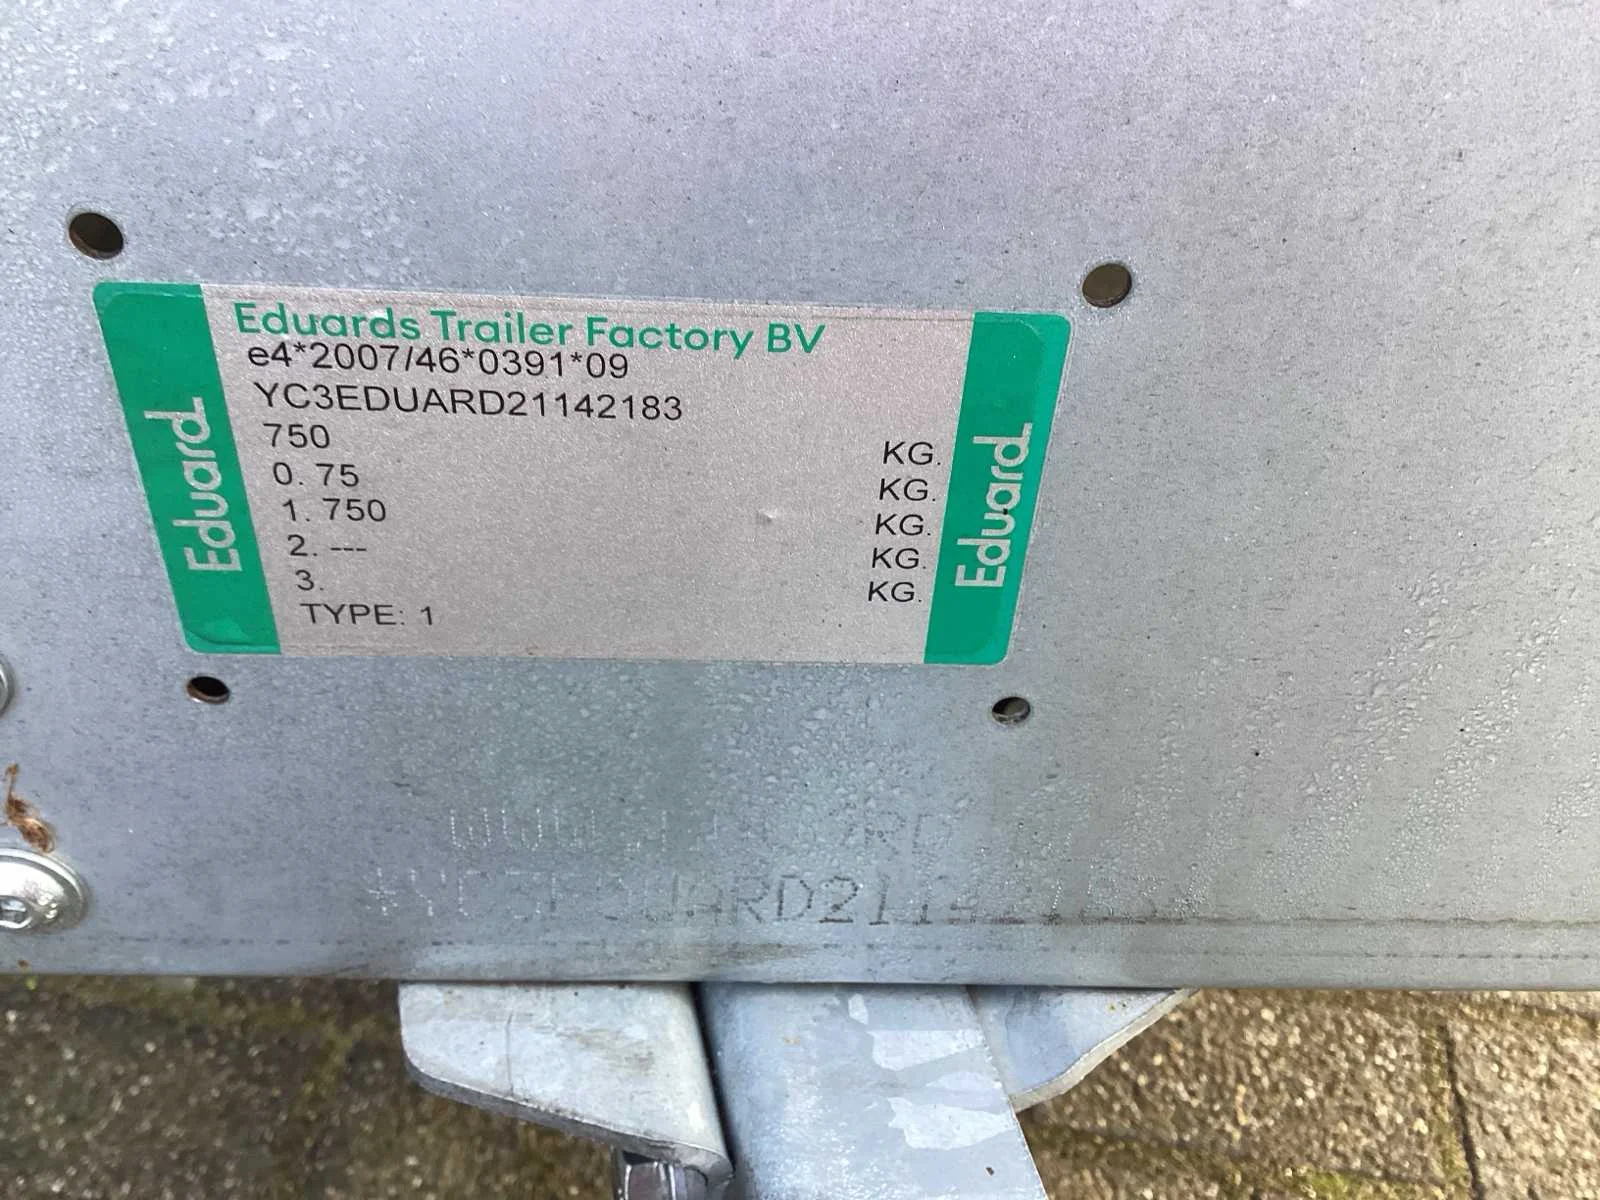 Eduards Trailer Factory BV
e4*2007/46*0391*09
YC3EDUARD21142183
750 KG.
0. 75 KG.
1. 750 KG.
2. --- KG.
3. KG.
TYPE: 1
Eduard
Eduard
*YC3EDUARD21142183*